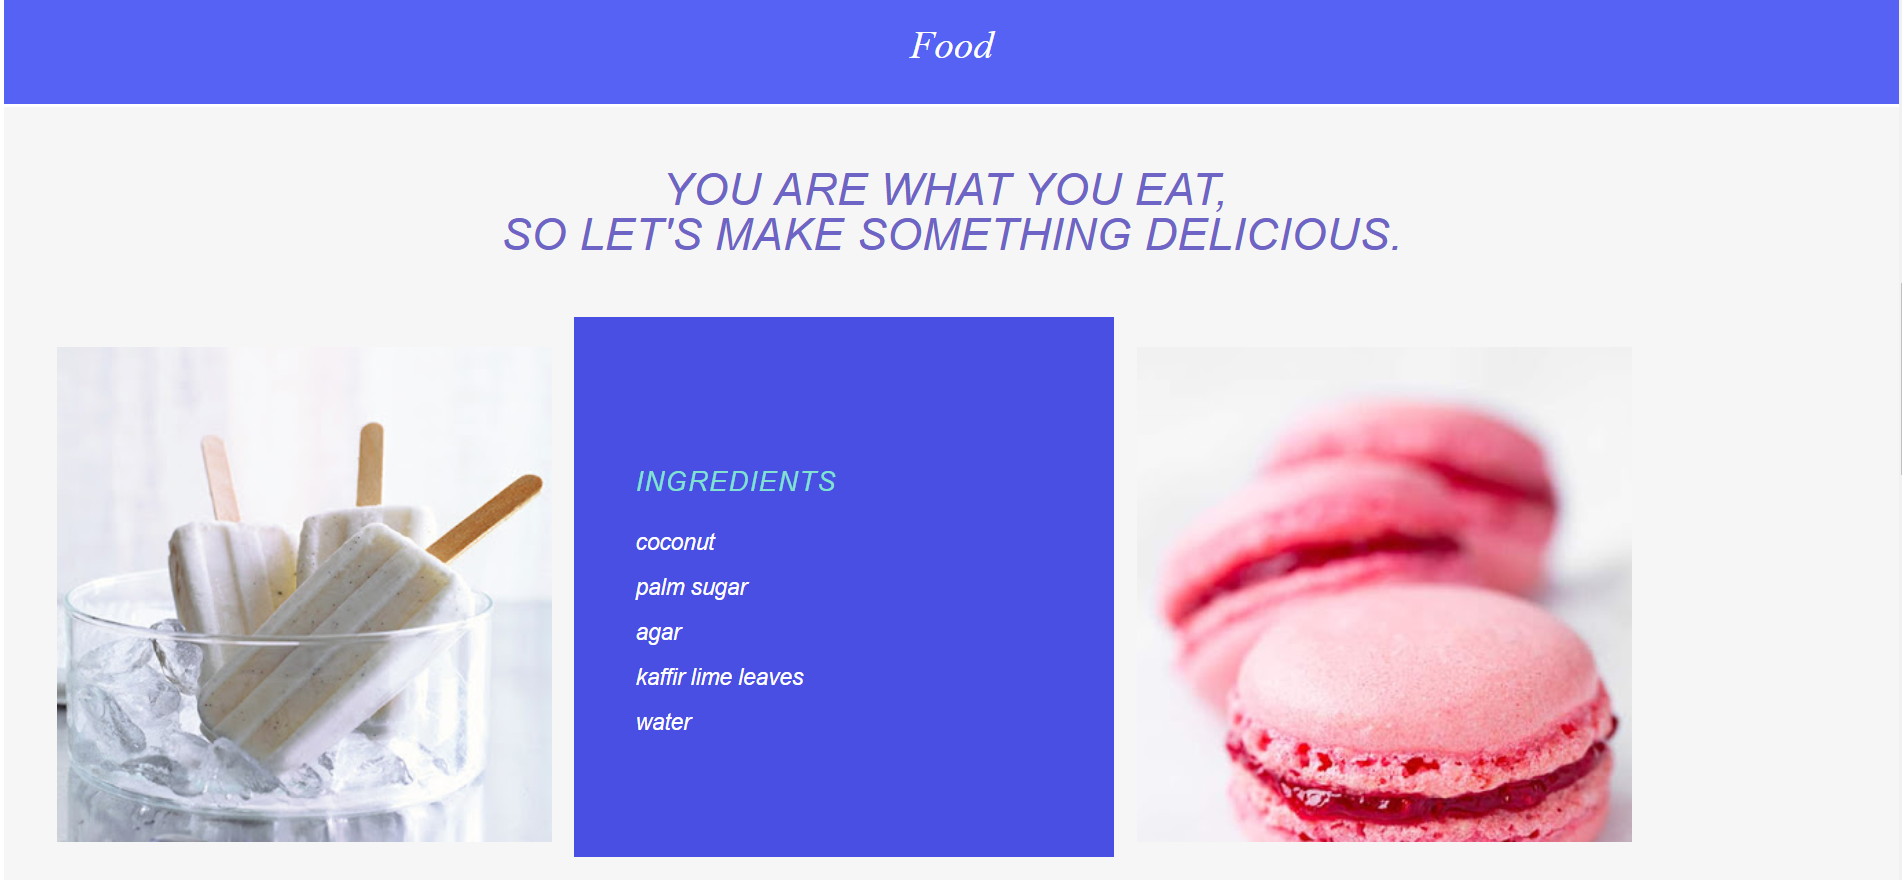 Food
YOU ARE WHAT YOU EAT,
SO LET'S MAKE SOMETHING DELICIOUS.
INGREDIENTS
coconut
palm sugar
agar
kaffir lime leaves
water